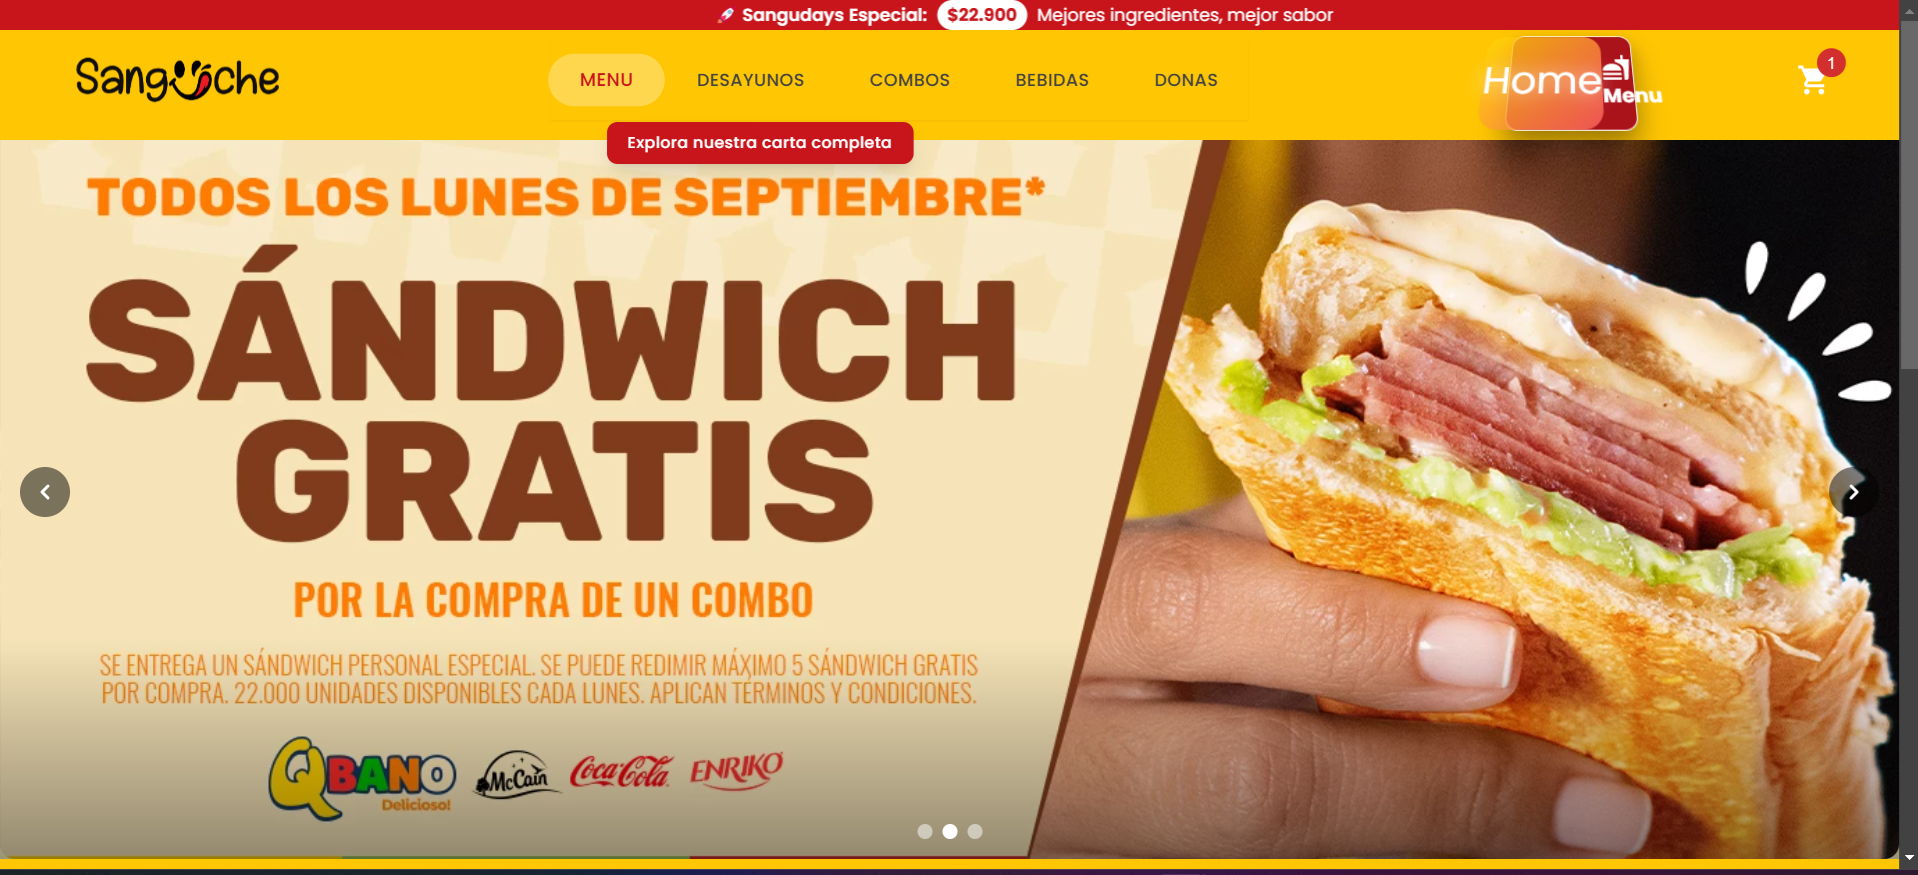 Sangudays Especial: $22.900 Mejores ingredientes, mejor sabor
Sanguche
MENU
DESAYUNOS
COMBOS
BEBIDAS
DONAS
Home
Menu
1
Explora nuestra carta completa
TODOS LOS LUNES DE SEPTIEMBRE*
SÁNDWICH
GRATIS
POR LA COMPRA DE UN COMBO
SE ENTREGA UN SÁNDWICH PERSONAL ESPECIAL. SE PUEDE REDIMIR MÁXIMO 5 SÁNDWICH GRATIS
POR COMPRA. 22.000 UNIDADES DISPONIBLES CADA LUNES. APLICAN TÉRMINOS Y CONDICIONES.
QBANO
Delicioso!
McCain
Coca-Cola
ENRIKO